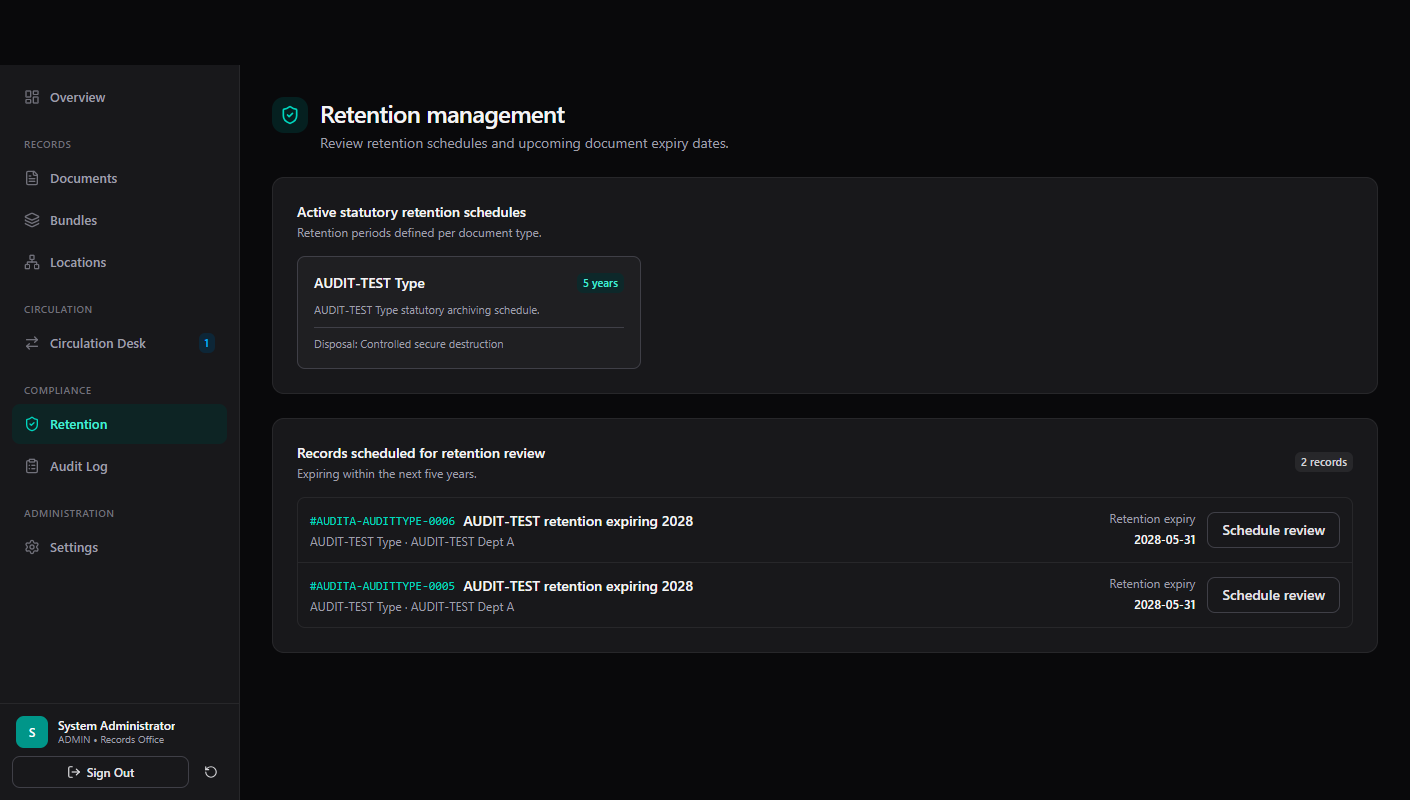 Overview
RECORDS
Documents
Bundles
Locations
CIRCULATION
Circulation Desk 1
COMPLIANCE
Retention
Audit Log
ADMINISTRATION
Settings
S
System Administrator
ADMIN • Records Office
Sign Out
Retention management
Review retention schedules and upcoming document expiry dates.
Active statutory retention schedules
Retention periods defined per document type.
AUDIT-TEST Type 5 years
AUDIT-TEST Type statutory archiving schedule.
Disposal: Controlled secure destruction
Records scheduled for retention review
Expiring within the next five years.
2 records
#AUDITA-AUDITTYPE-0006 AUDIT-TEST retention expiring 2028
AUDIT-TEST Type · AUDIT-TEST Dept A
Retention expiry
2028-05-31
Schedule review
#AUDITA-AUDITTYPE-0005 AUDIT-TEST retention expiring 2028
AUDIT-TEST Type · AUDIT-TEST Dept A
Retention expiry
2028-05-31
Schedule review